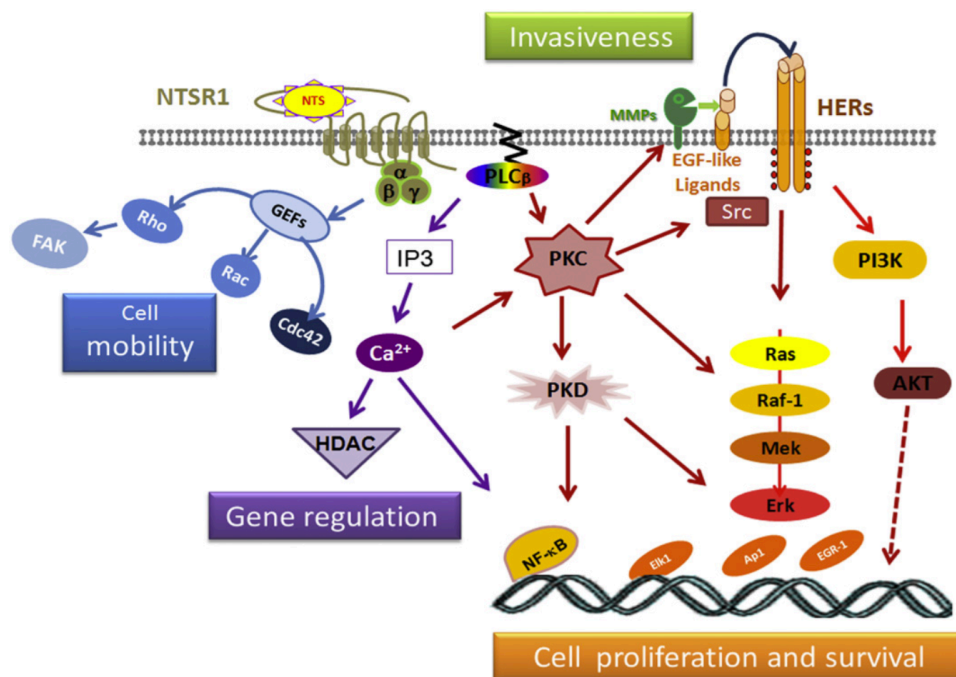 Invasiveness
NTSR1
NTS
MMPs
HERs
EGF-like
Ligands
α
β
γ
PLCβ
Src
GEFs
Rho
FAK
Rac
Cdc42
IP3
PKC
PI3K
Cell
mobility
Ca2+
Ras
PKD
AKT
Raf-1
HDAC
Mek
Gene regulation
Erk
NF-κB
Elk1
Ap1
EGR-1
Cell proliferation and survival